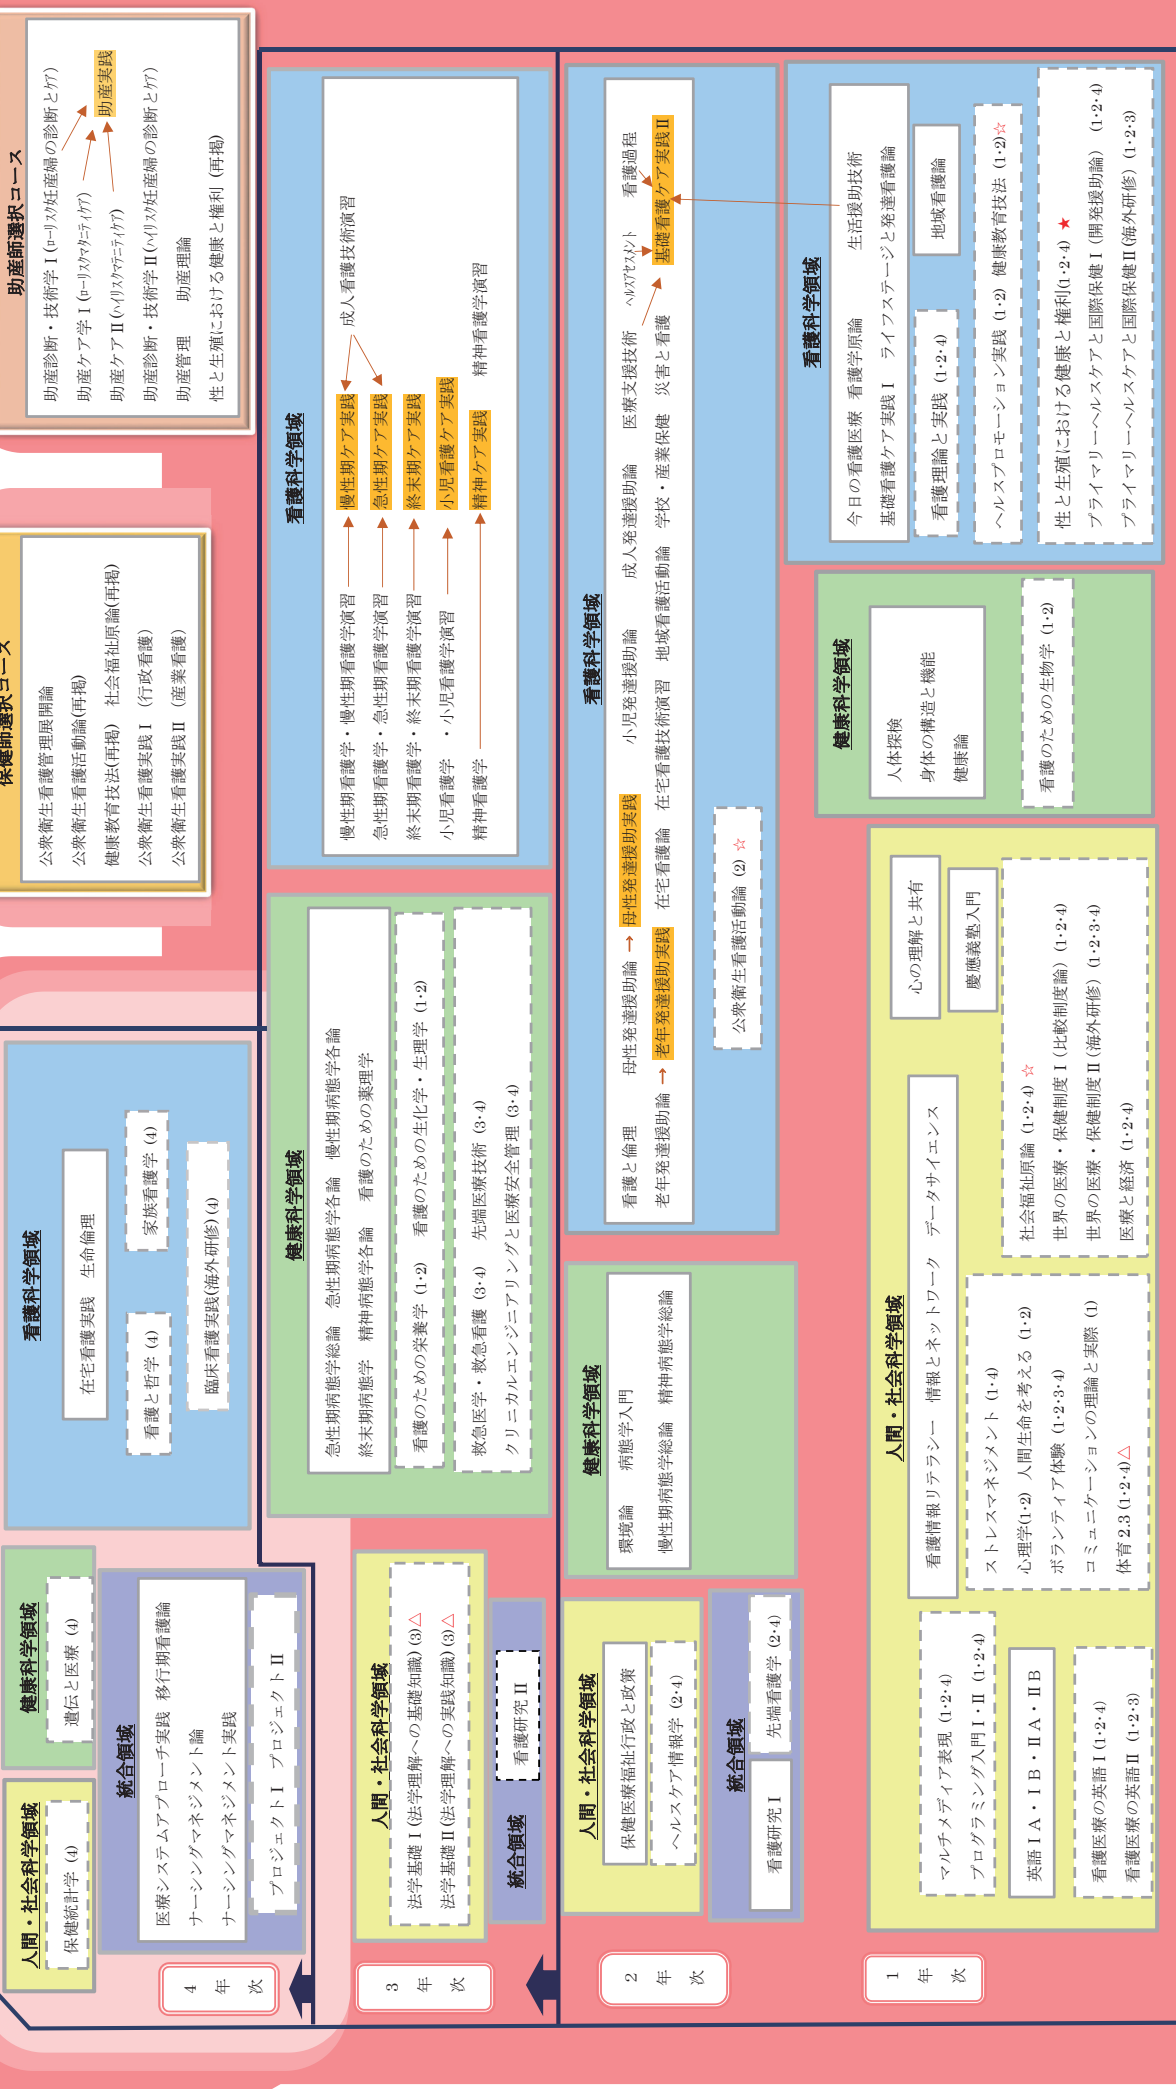 助産師選択コース
助産診断・技術学Ⅰ(ﾛｰﾘｽｸ妊産婦の診断とｹｱ)
助産ケア学Ⅰ(ﾛｰﾘｽｸﾏﾀﾆﾃｨｹｱ)
助産実践
助産ケアⅡ(ﾊｲﾘｽｸﾏﾀﾆﾃｨｹｱ)
助産診断・技術学Ⅱ(ﾊｲﾘｽｸ妊産婦の診断とｹｱ)
助産管理 助産理論
性と生殖における健康と権利 (再掲)
保健師選択コース
公衆衛生看護管理展開論
公衆衛生看護活動論(再掲)
健康教育技法(再掲) 社会福祉原論(再掲)
公衆衛生看護実践Ⅰ (行政看護)
公衆衛生看護実践Ⅱ (産業看護)
看護科学領域
在宅看護実践 生命倫理
看護と哲学 (4)
家族看護学 (4)
臨床看護実践(海外研修) (4)
健康科学領域
遺伝と医療 (4)
人間・社会科学領域
保健統計学 (4)
統合領域
医療システムアプローチ実践 移行期看護論
ナーシングマネジメント論
ナーシングマネジメント実践
プロジェクトⅠ プロジェクトⅡ
4年次
看護科学領域
慢性期看護学・慢性期看護学演習 慢性期ケア実践 成人看護技術演習
急性期看護学・急性期看護学演習 急性期ケア実践
終末期看護学・終末期看護学演習 終末期ケア実践
小児看護学 ・小児看護学演習 小児看護ケア実践
精神看護学 精神ケア実践 精神看護学演習
健康科学領域
急性期病態学総論 急性期病態学各論 慢性期病態学各論
終末期病態学 精神病態学各論 看護のための薬理学
看護のための栄養学 (1・2) 看護のための生化学・生理学 (1・2)
救急医学・救急看護 (3・4) 先端医療技術 (3・4)
クリニカルエンジニアリングと医療安全管理 (3・4)
人間・社会科学領域
法学基礎Ⅰ(法学理解への基礎知識) (3)△
法学基礎Ⅱ(法学理解への実践知識) (3)△
統合領域
看護研究Ⅱ
3年次
看護科学領域
看護と倫理 母性発達援助論 → 母性発達援助実践 小児発達援助論 成人発達援助論 医療支援技術 ﾍﾙｽｱｾｽﾒﾝﾄ 看護過程
老年発達援助論 → 老年発達援助実践 在宅看護論 在宅看護技術演習 地域看護活動論 学校・産業保健 災害と看護 基礎看護ケア実践Ⅱ
公衆衛生看護活動論 (2) ☆
健康科学領域
環境論 病態学入門
慢性期病態学総論 精神病態学総論
人間・社会科学領域
保健医療福祉行政と政策
ヘルスケア情報学 (2・4)
統合領域
看護研究Ⅰ
先端看護学 (2・4)
2年次
看護科学領域
今日の看護医療 看護学原論 生活援助技術
基礎看護ケア実践Ⅰ ライフステージと発達看護論
看護理論と実践 (1・2・4)
地域看護論
ヘルスプロモーション実践 (1・2) 健康教育技法 (1・2)☆
性と生殖における健康と権利(1・2・4) ★
プライマリーヘルスケアと国際保健Ⅰ(開発援助論) (1・2・4)
プライマリーヘルスケアと国際保健Ⅱ(海外研修) (1・2・3)
健康科学領域
人体探検
身体の構造と機能
健康論
看護のための生物学 (1・2)
人間・社会科学領域
心の理解と共有
慶應義塾入門
看護情報リテラシー 情報とネットワーク データサイエンス
社会福祉原論 (1・2・4) ☆
世界の医療・保健制度Ⅰ(比較制度論) (1・2・4)
世界の医療・保健制度Ⅱ(海外研修) (1・2・3・4)
医療と経済 (1・2・4)
ストレスマネジメント (1・4)
心理学(1・2) 人間生命を考える (1・2)
ボランティア体験 (1・2・3・4)
コミュニケーションの理論と実際 (1)
体育 2.3 (1・2・4)△
マルチメディア表現 (1・2・4)
プログラミング入門Ⅰ・Ⅱ (1・2・4)
英語ⅠA・ⅠB・ⅡA・ⅡB
看護医療の英語Ⅰ(1・2・4)
看護医療の英語Ⅱ (1・2・3)
1年次